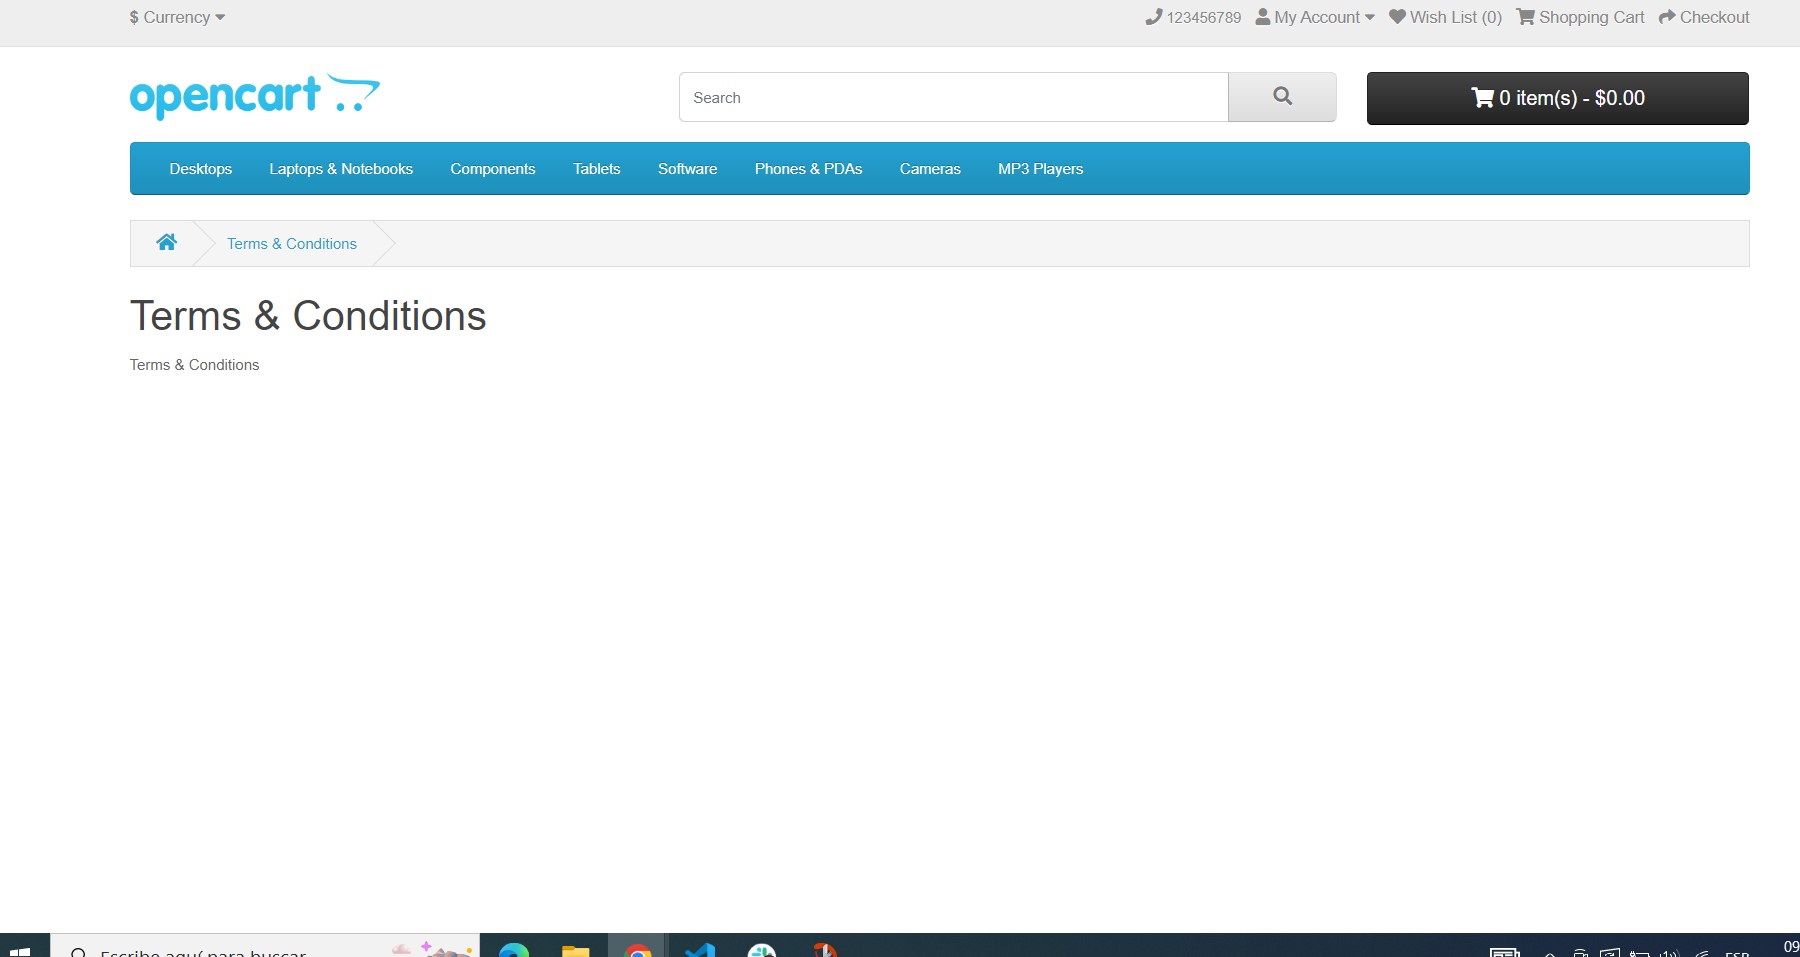 $ Currency
123456789 My Account Wish List (0) Shopping Cart Checkout
opencart
Search
0 item(s) - $0.00
Desktops Laptops & Notebooks Components Tablets Software Phones & PDAs Cameras MP3 Players
Terms & Conditions
Terms & Conditions
Terms & Conditions
Escribe aquí para buscar
ESP
09